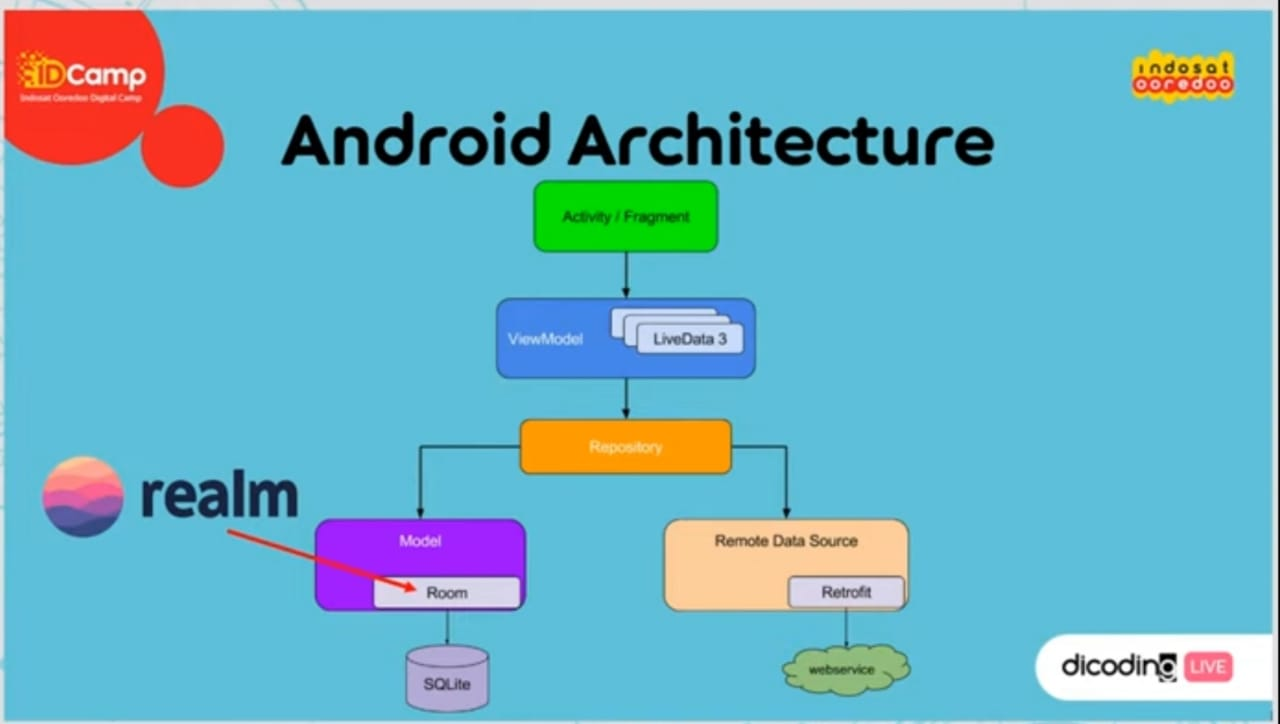 iDCamp
Indosat Ooredoo Digital Camp
indosat
ooredoo
Android Architecture
Activity / Fragment
ViewModel
LiveData 3
Repository
realm
Model
Room
SQLite
Remote Data Source
Retrofit
webservice
dicoding LIVE